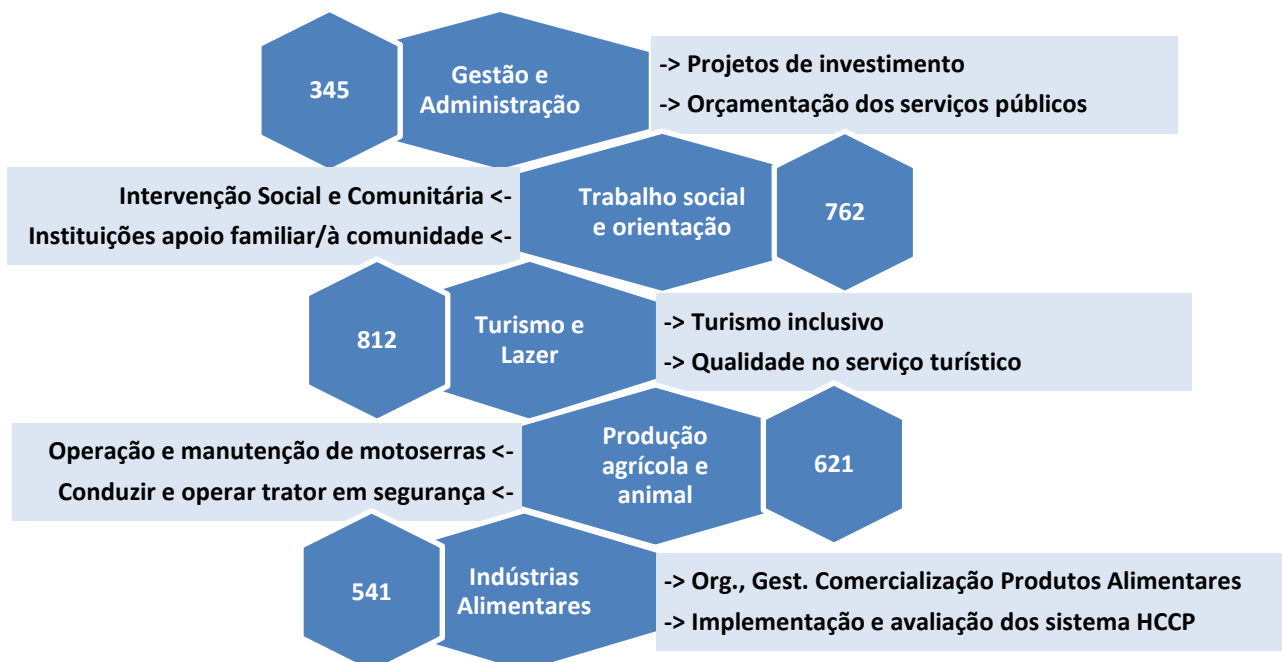 345
Gestão e
Administração
-> Projetos de investimento
-> Orçamentação dos serviços públicos
Intervenção Social e Comunitária <-
Instituições apoio familiar/à comunidade <-
Trabalho social
e orientação
762
812
Turismo e
Lazer
-> Turismo inclusivo
-> Qualidade no serviço turístico
Operação e manutenção de motoserras <-
Conduzir e operar trator em segurança <-
Produção
agrícola e
animal
621
541
Indústrias
Alimentares
-> Org., Gest. Comercialização Produtos Alimentares
-> Implementação e avaliação dos sistema HCCP